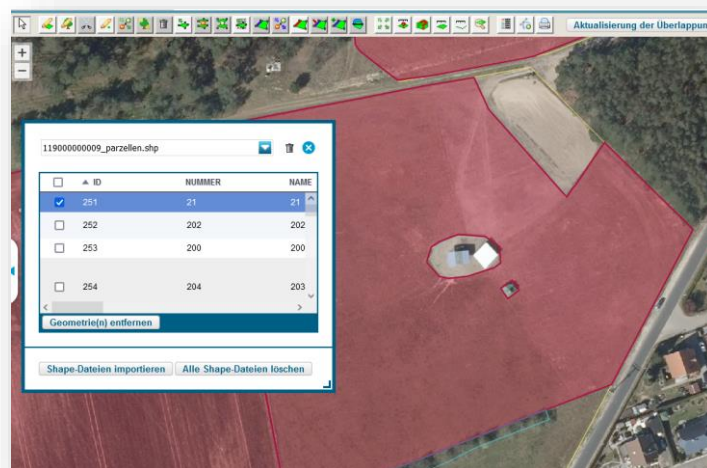 Aktualisierung der Überlappun
119000000009_parzellen.shp
ID NUMMER NAME
251 21 21
252 202 202
253 200 200
254 204 203
Geometrie(n) entfernen
Shape-Dateien importieren Alle Shape-Dateien löschen